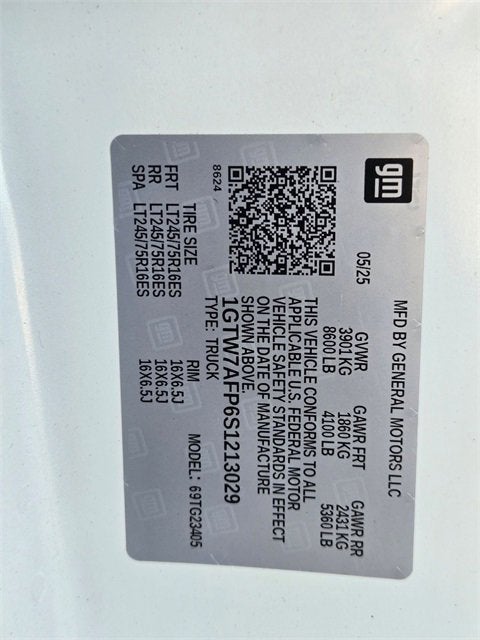 gm
MFD BY GENERAL MOTORS LLC
05/25
GVWR GAWR FRT GAWR RR
3901 KG 1860 KG 2431 KG
8600 LB 4100 LB 5360 LB
THIS VEHICLE CONFORMS TO ALL
APPLICABLE U.S. FEDERAL MOTOR
VEHICLE SAFETY STANDARDS IN EFFECT
ON THE DATE OF MANUFACTURE
SHOWN ABOVE.
1GTW7AFP6S1213029
TYPE: TRUCK
8624
MODEL: 69TG23405
TIRE SIZE RIM
FRT LT245/75R16ES 16X6.5J
RR LT245/75R16ES 16X6.5J
SPA LT245/75R16ES 16X6.5J